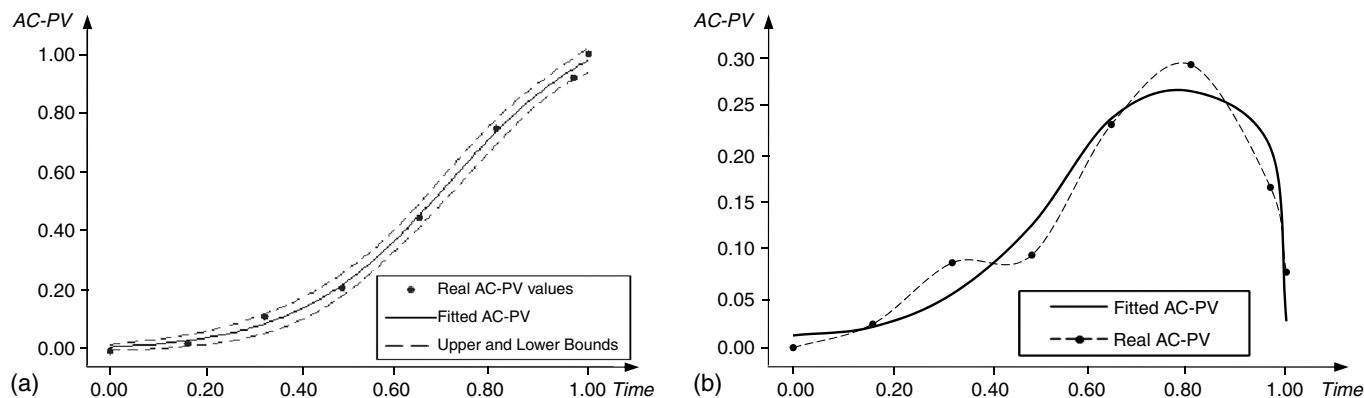 AC-PV
1.00
0.80
0.60
0.40
0.20
0.00
Real AC-PV values
Fitted AC-PV
Upper and Lower Bounds
0.00 0.20 0.40 0.60 0.80 1.00 Time
(a)
AC-PV
0.30
0.25
0.20
0.15
0.10
0.05
0.00
Fitted AC-PV
Real AC-PV
0.00 0.20 0.40 0.60 0.80 1.00 Time
(b)